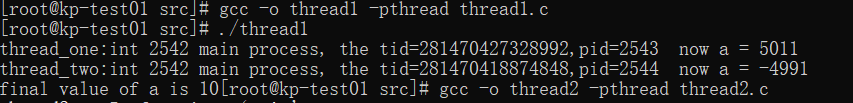 [root@kp-test01 src]# gcc -o thread1 -pthread thread1.c
[root@kp-test01 src]# ./thread1
thread_one:int 2542 main process, the tid=281470427328992,pid=2543  now a = 5011
thread_two:int 2542 main process, the tid=281470418874848,pid=2544  now a = -4991
final value of a is 10[root@kp-test01 src]# gcc -o thread2 -pthread thread2.c